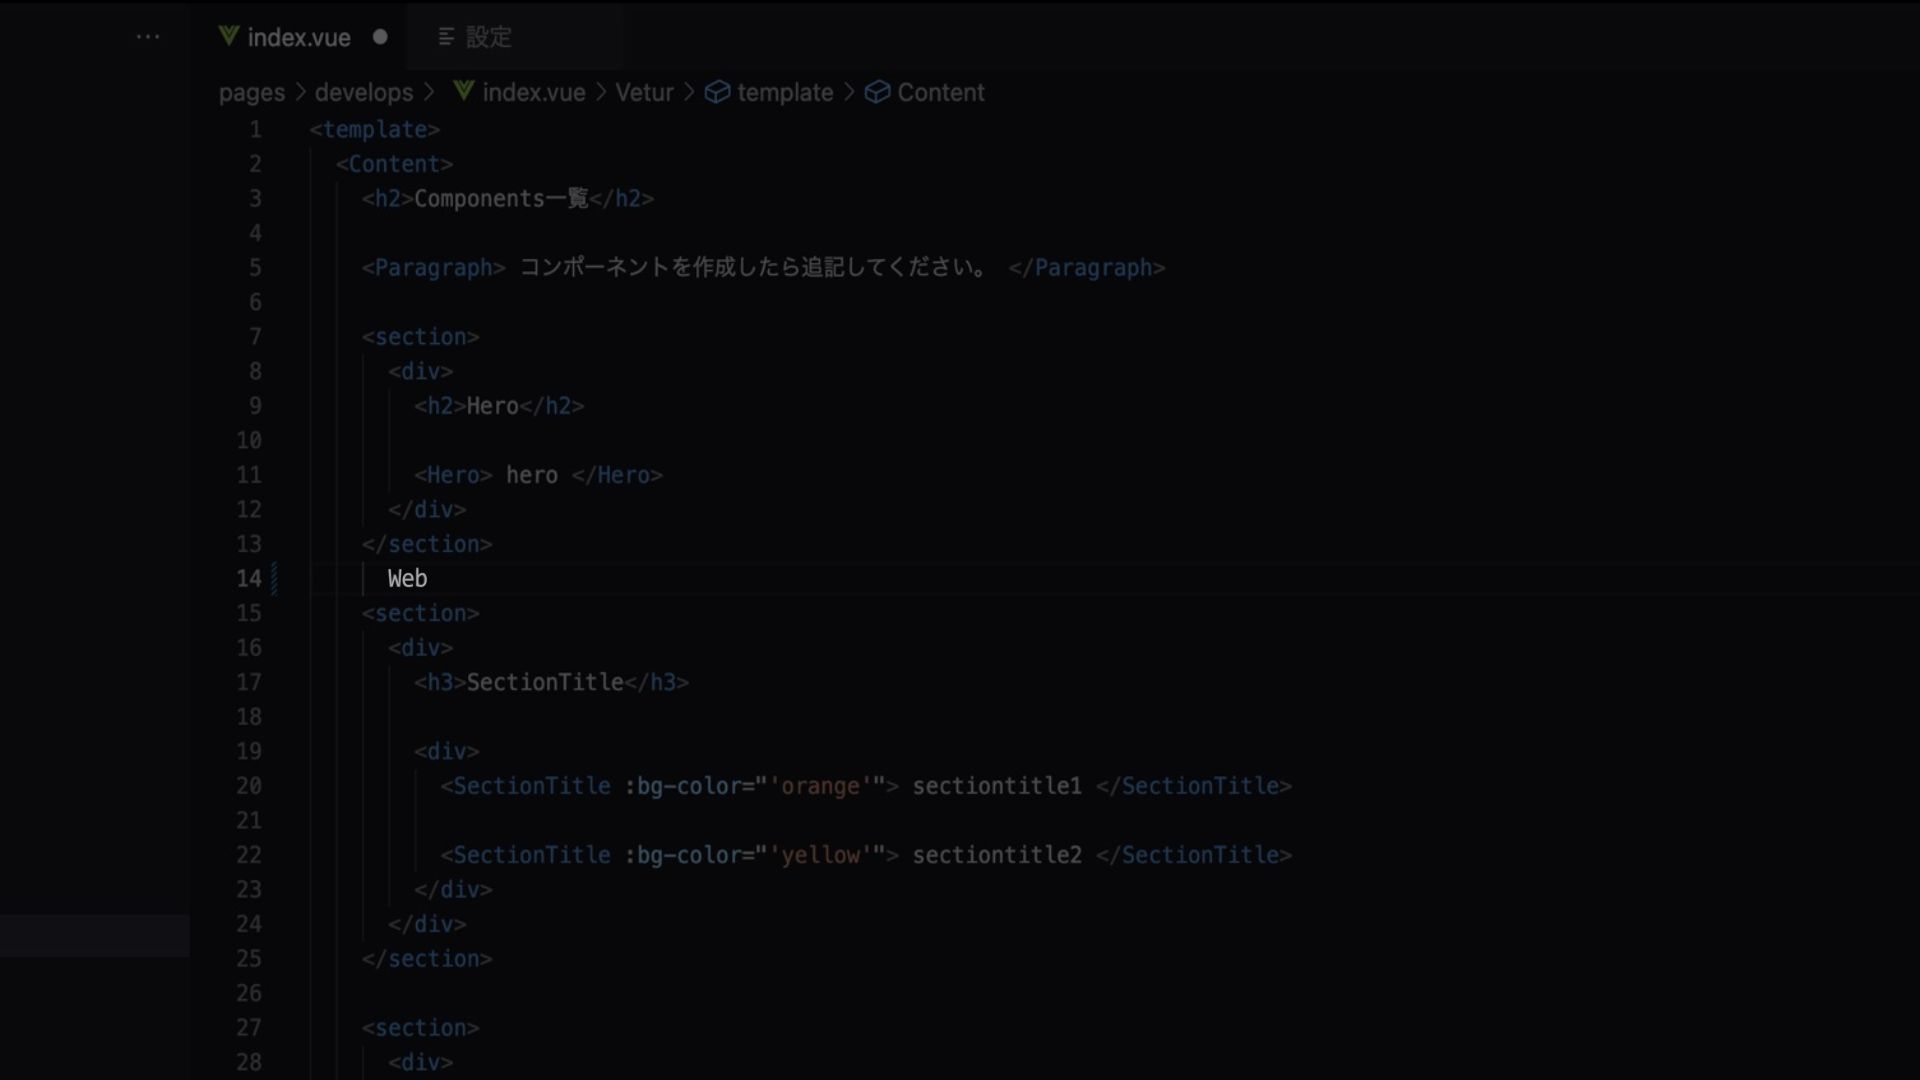 ··· index.vue ● 設定
pages > develops > index.vue > Vetur > template > Content
1 <template>
2 <Content>
3 <h2>Components一覧</h2>
4
5 <Paragraph> コンポーネントを作成したら追記してください。 </Paragraph>
6
7 <section>
8 <div>
9 <h2>Hero</h2>
10
11 <Hero> hero </Hero>
12 </div>
13 </section>
14 Web
15 <section>
16 <div>
17 <h3>SectionTitle</h3>
18
19 <div>
20 <SectionTitle :bg-color="'orange'"> sectiontitle1 </SectionTitle>
21
22 <SectionTitle :bg-color="'yellow'"> sectiontitle2 </SectionTitle>
23 </div>
24 </div>
25 </section>
26
27 <section>
28 <div>